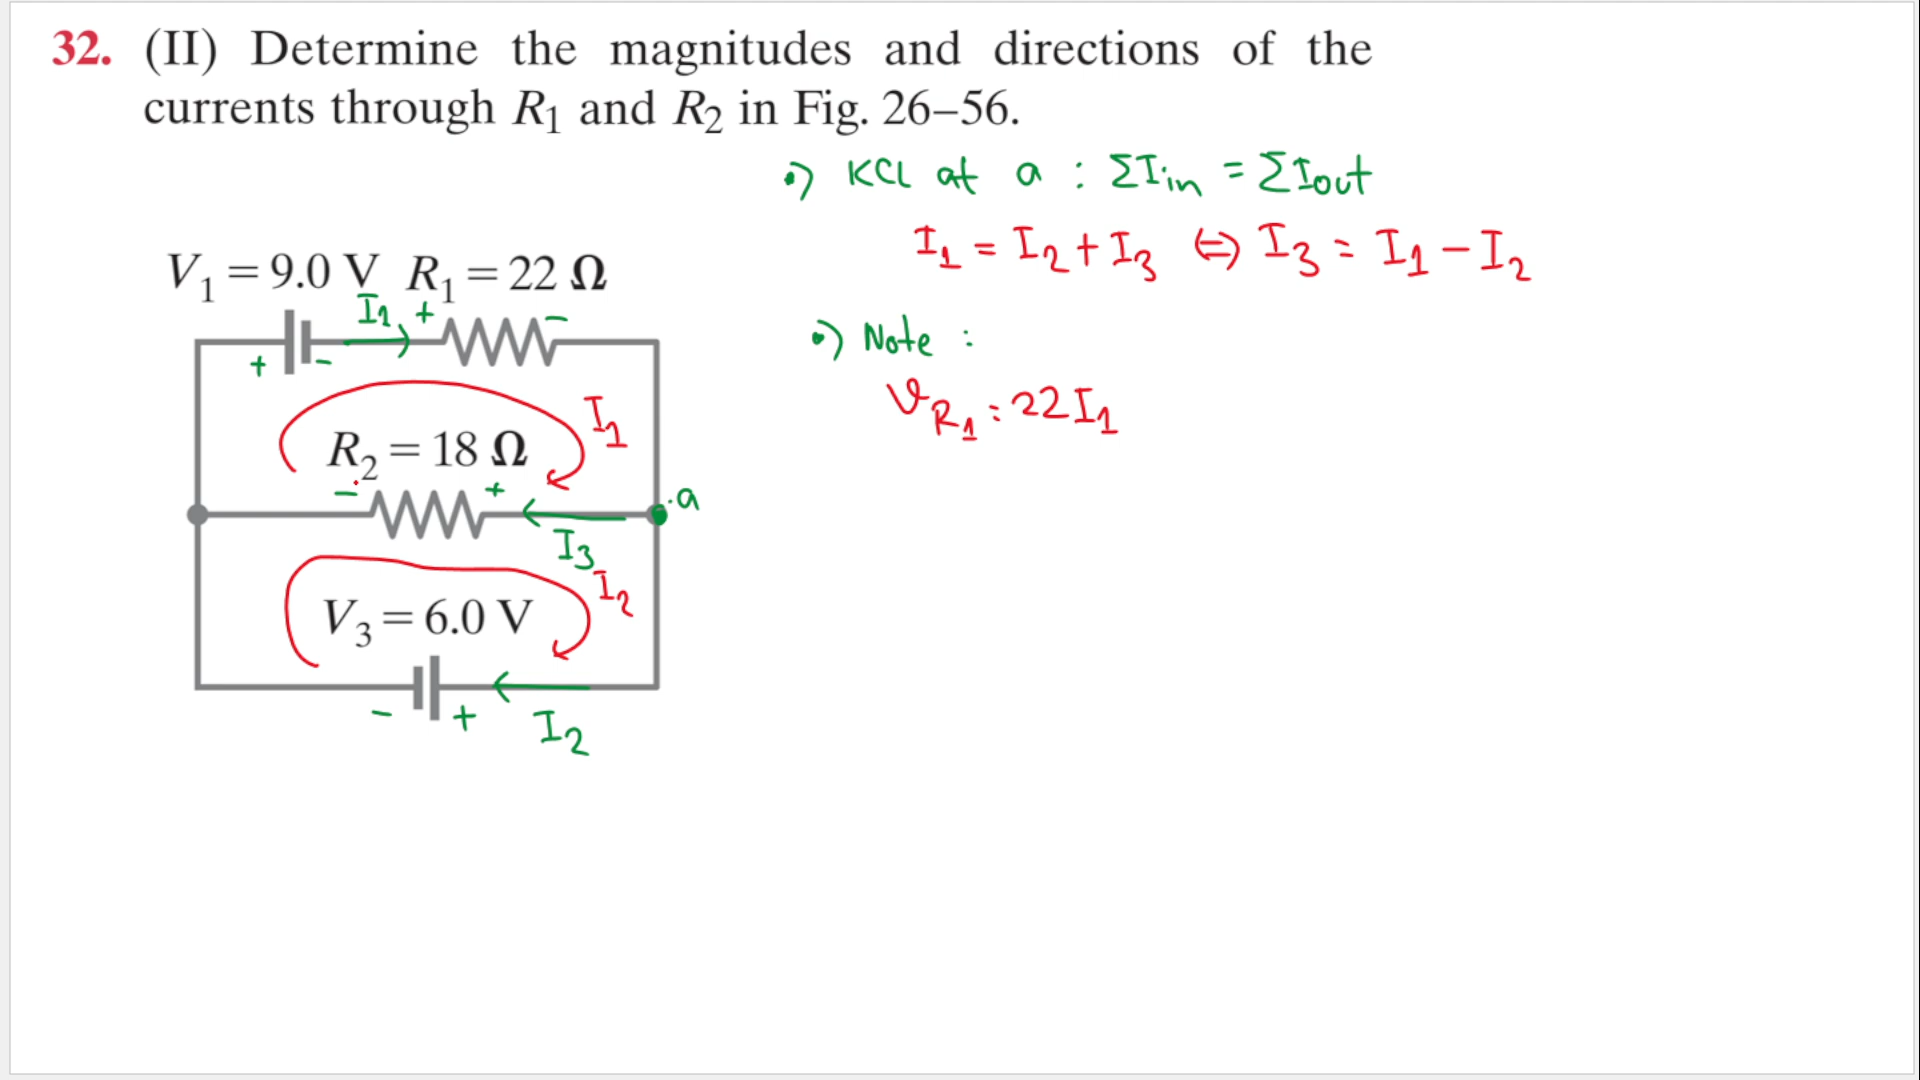 32. (II) Determine the magnitudes and directions of the
currents through R₁ and R₂ in Fig. 26–56.
•) KCL at a : ΣIin = ΣIout
I₁ = I₂ + I₃ ⇔ I₃ = I₁ − I₂
V₁ = 9.0 V R₁ = 22 Ω
I₁ + −
+ −
•) Note :
V_R₁ = 22I₁
I₁
R₂ = 18 Ω
− + a
I₃
I₂
V₃ = 6.0 V
− + I₂